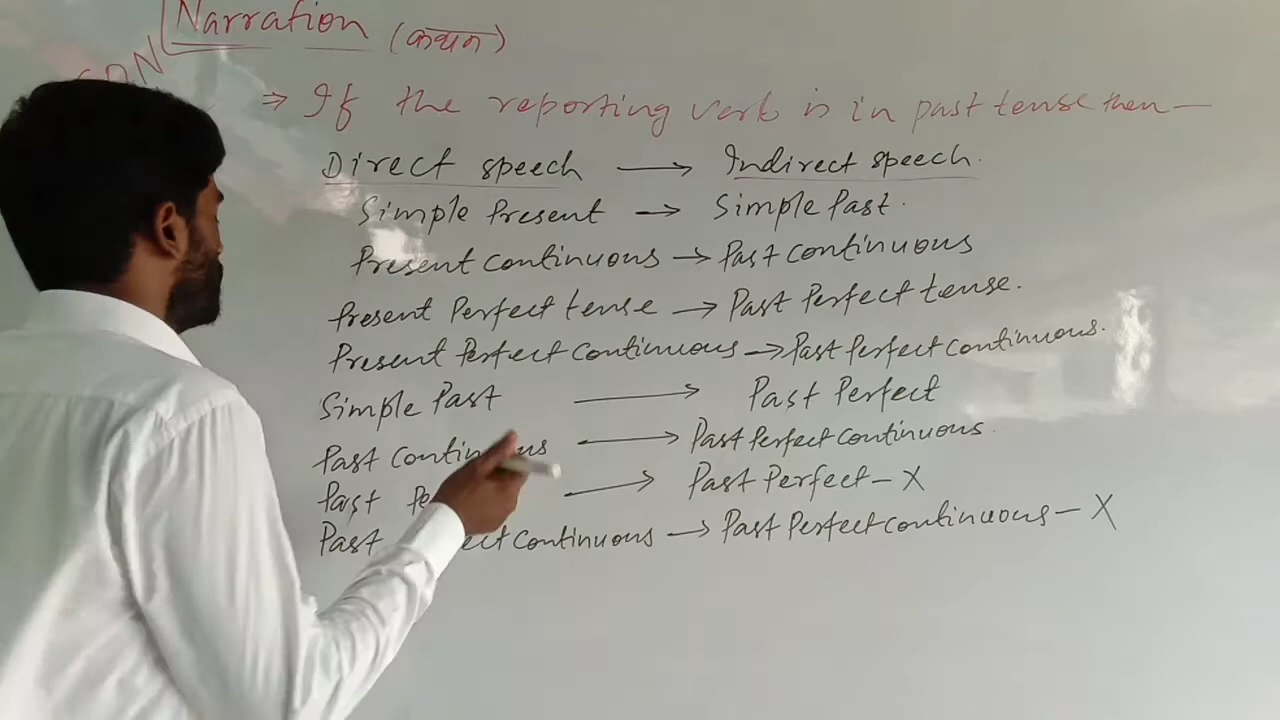 Narration (कथन)
⇒ If the reporting verb is in past tense then —
Direct speech → Indirect speech.
Simple Present → Simple Past.
Present continuous → Past continuous
Present Perfect tense → Past Perfect tense.
Present Perfect continuous → Past Perfect continuous.
Simple Past → Past Perfect
Past continuous → Past Perfect continuous.
Past → Past Perfect - X
Past continuous → Past Perfect continuous - X